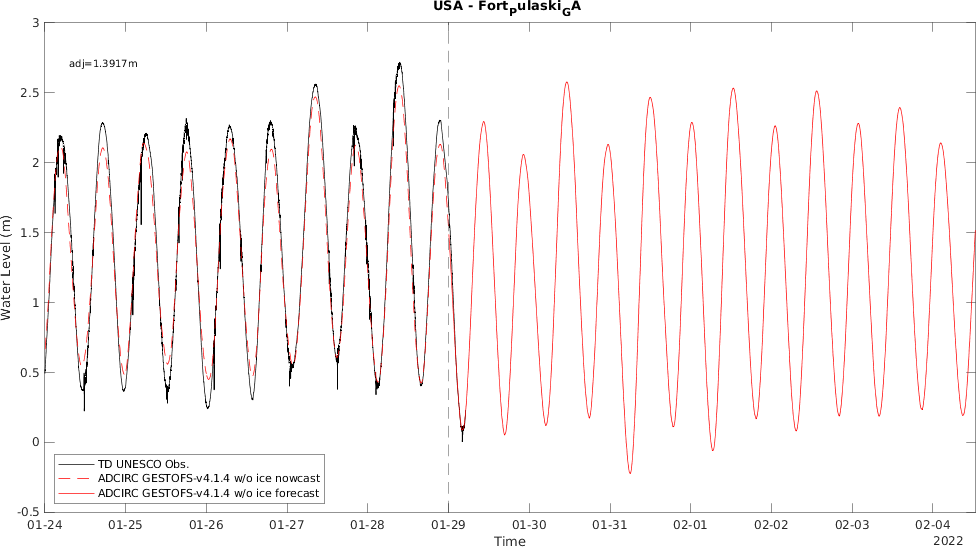 USA - Fort_Pulaski_GA
3
2.5
2
1.5
1
0.5
0
-0.5
Water Level (m)
adj=1.3917m
TD UNESCO Obs.
ADCIRC GESTOFS-v4.1.4 w/o ice nowcast
ADCIRC GESTOFS-v4.1.4 w/o ice forecast
01-24 01-25 01-26 01-27 01-28 01-29 01-30 01-31 02-01 02-02 02-03 02-04
Time
2022